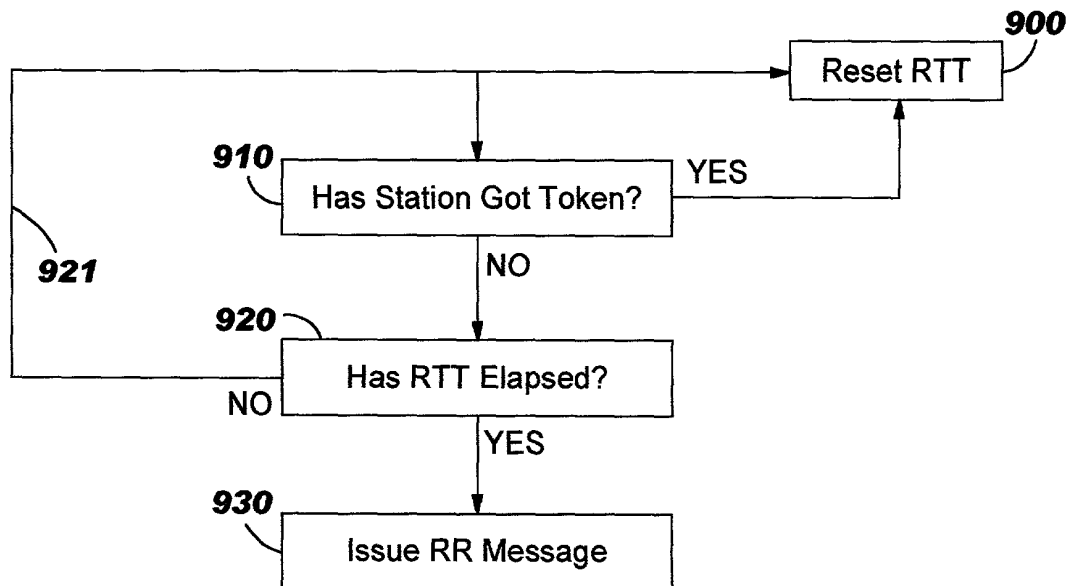 900
Reset RTT
910
Has Station Got Token?
YES
921
NO
920
Has RTT Elapsed?
NO
YES
930
Issue RR Message